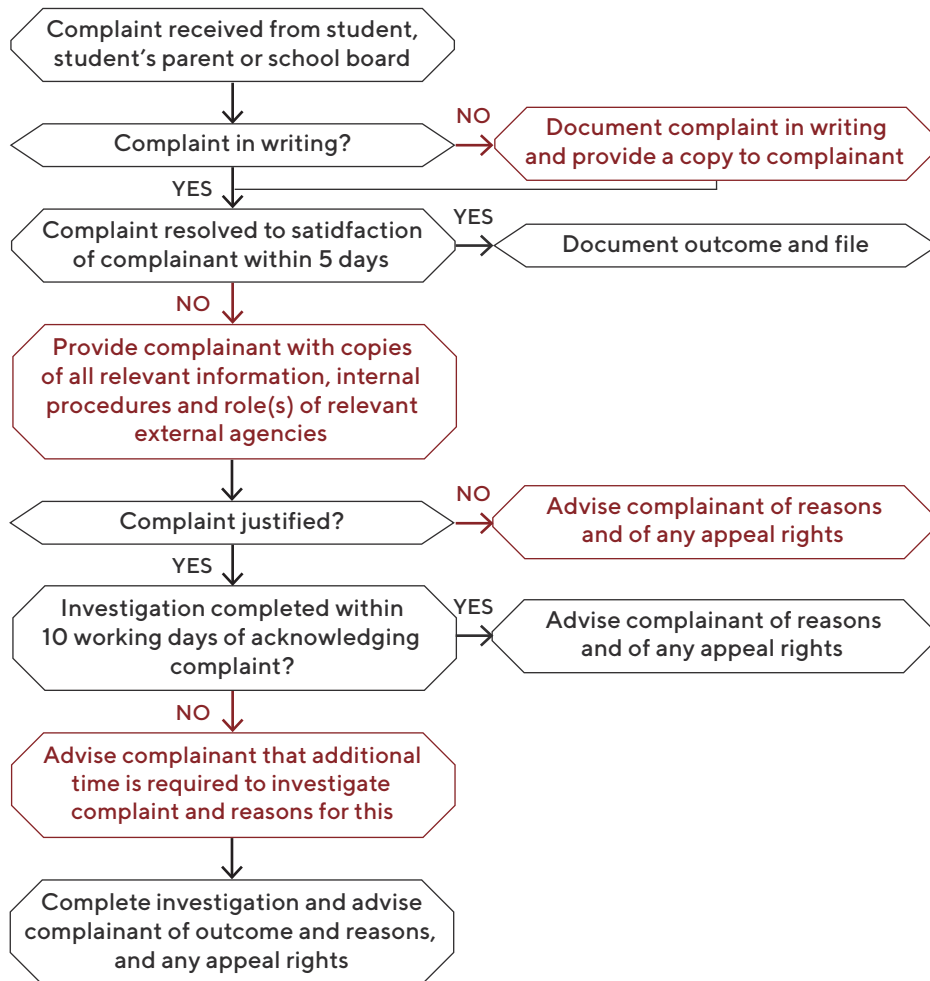 Complaint received from student,
student's parent or school board
Complaint in writing?
NO
Document complaint in writing
and provide a copy to complainant
YES
Complaint resolved to satidfaction
of complainant within 5 days
YES
Document outcome and file
NO
Provide complainant with copies
of all relevant information, internal
procedures and role(s) of relevant
external agencies
Complaint justified?
NO
Advise complainant of reasons
and of any appeal rights
YES
Investigation completed within
10 working days of acknowledging
complaint?
YES
Advise complainant of reasons
and of any appeal rights
NO
Advise complainant that additional
time is required to investigate
complaint and reasons for this
Complete investigation and advise
complainant of outcome and reasons,
and any appeal rights